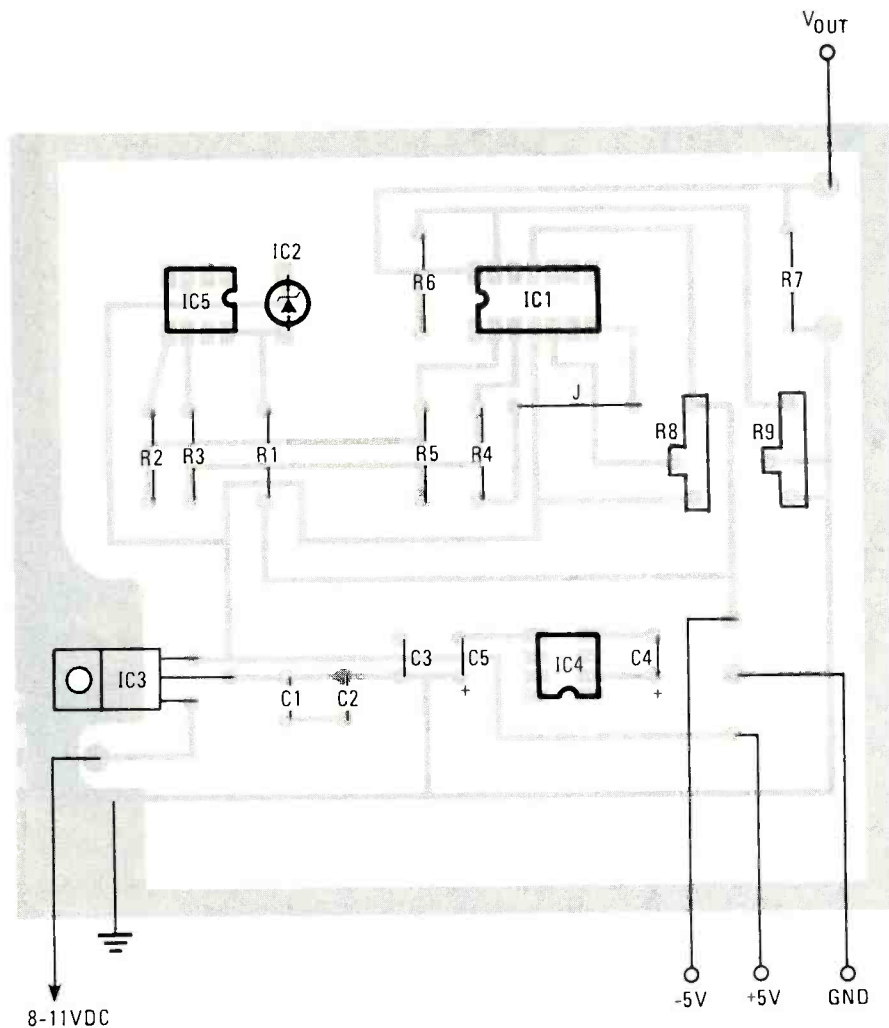 VOUT
IC2
IC5
R6
IC1
R7
J
R2
R3
R1
R5
R4
R8
R9
IC3
C1
C2
C3
C5
+
IC4
C4
+
8-11VDC
-5V
+5V
GND